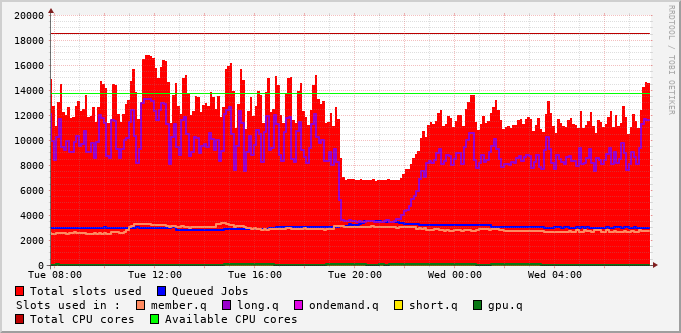 RRDTOOL / TOBI OETIKER
20000
18000
16000
14000
12000
10000
8000
6000
4000
2000
0
Tue 08:00 Tue 12:00 Tue 16:00 Tue 20:00 Wed 00:00 Wed 04:00
Total slots used Queued Jobs
Slots used in : member.q long.q ondemand.q short.q gpu.q
Total CPU cores Available CPU cores